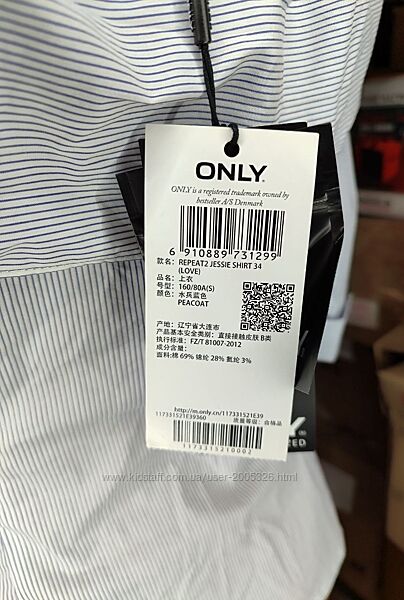 ONLY
ONLY is a registered trademark owned by
bestseller A/S Denmark
6 910889 731299
款名: REPEAT2 JESSIE SHIRT 34
(LOVE)
品名: 上衣
号型: 160/80A(S)
颜色: 水兵蓝色
PEACOAT
产地: 辽宁省大连市
产品基本安全类别: 直接接触皮肤 B类
执行标准: FZ/T 81007-2012
成分含量:
面料:棉 69% 锦纶 28% 氨纶 3%
http://m.only.cn/117331521E39
117331521E39360 质量等级: 合格品
1173315210002
Y ®
ZED
www.kidstaff.com.ua/user-2005326.html